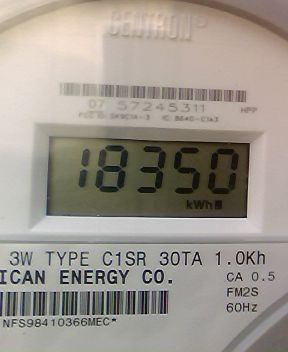 CENTRON®
07 57245311
HPP
18350
kWh
3W TYPE C1SR 30TA 1.0Kh
ICAN ENERGY CO.
CA 0.5
FM2S
60Hz
NFS98410366MEC*